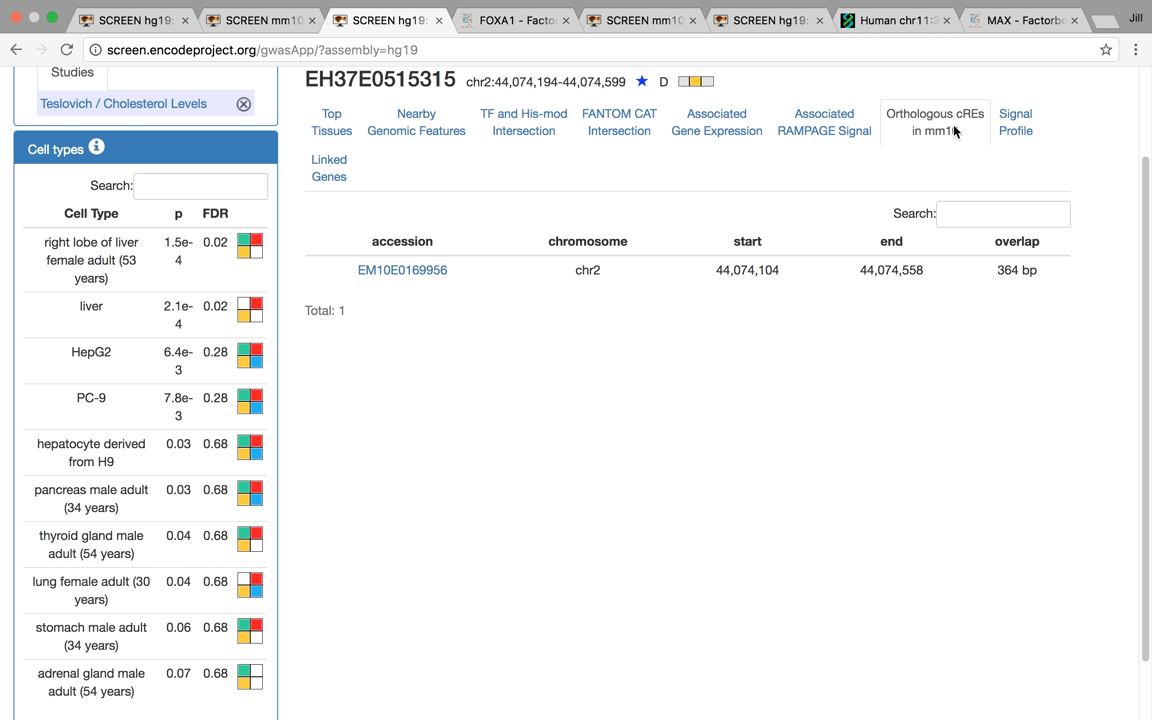 SCREEN hg19:
SCREEN mm10
SCREEN hg19:
FOXA1 - Facto
SCREEN mm10
SCREEN hg19:
Human chr11:
MAX - Factorb
Jill
screen.encodeproject.org/gwasApp/?assembly=hg19
Studies
Teslovich / Cholesterol Levels
Cell types
Search:
Cell Type p FDR
right lobe of liver 1.5e- 0.02
female adult (53 4
years)
liver 2.1e- 0.02
4
HepG2 6.4e- 0.28
3
PC-9 7.8e- 0.28
3
hepatocyte derived 0.03 0.68
from H9
pancreas male adult 0.03 0.68
(34 years)
thyroid gland male 0.04 0.68
adult (54 years)
lung female adult (30 0.04 0.68
years)
stomach male adult 0.06 0.68
(34 years)
adrenal gland male 0.07 0.68
adult (54 years)
EH37E0515315 chr2:44,074,194-44,074,599 D
Top
Tissues
Nearby
Genomic Features
TF and His-mod
Intersection
FANTOM CAT
Intersection
Associated
Gene Expression
Associated
RAMPAGE Signal
Orthologous cREs
in mm10
Signal
Profile
Linked
Genes
Search:
accession chromosome start end overlap
EM10E0169956 chr2 44,074,104 44,074,558 364 bp
Total: 1